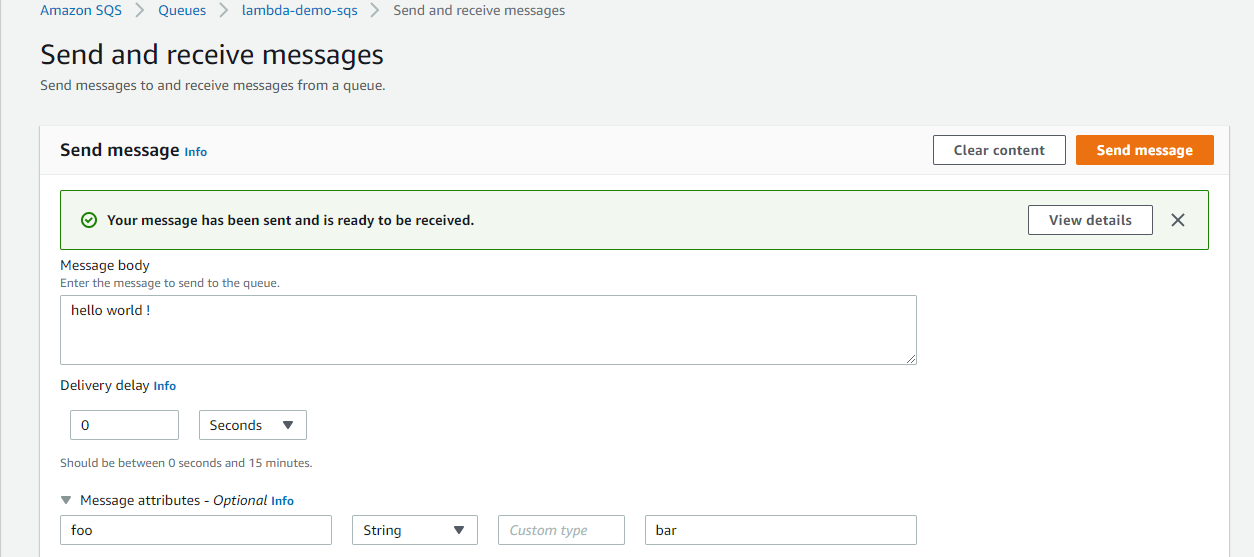 Amazon SQS > Queues > lambda-demo-sqs > Send and receive messages
Send and receive messages
Send messages to and receive messages from a queue.
Send message Info
Clear content
Send message
Your message has been sent and is ready to be received.
View details
Message body
Enter the message to send to the queue.
hello world !
Delivery delay Info
0
Seconds
Should be between 0 seconds and 15 minutes.
Message attributes - Optional Info
foo
String
Custom type
bar